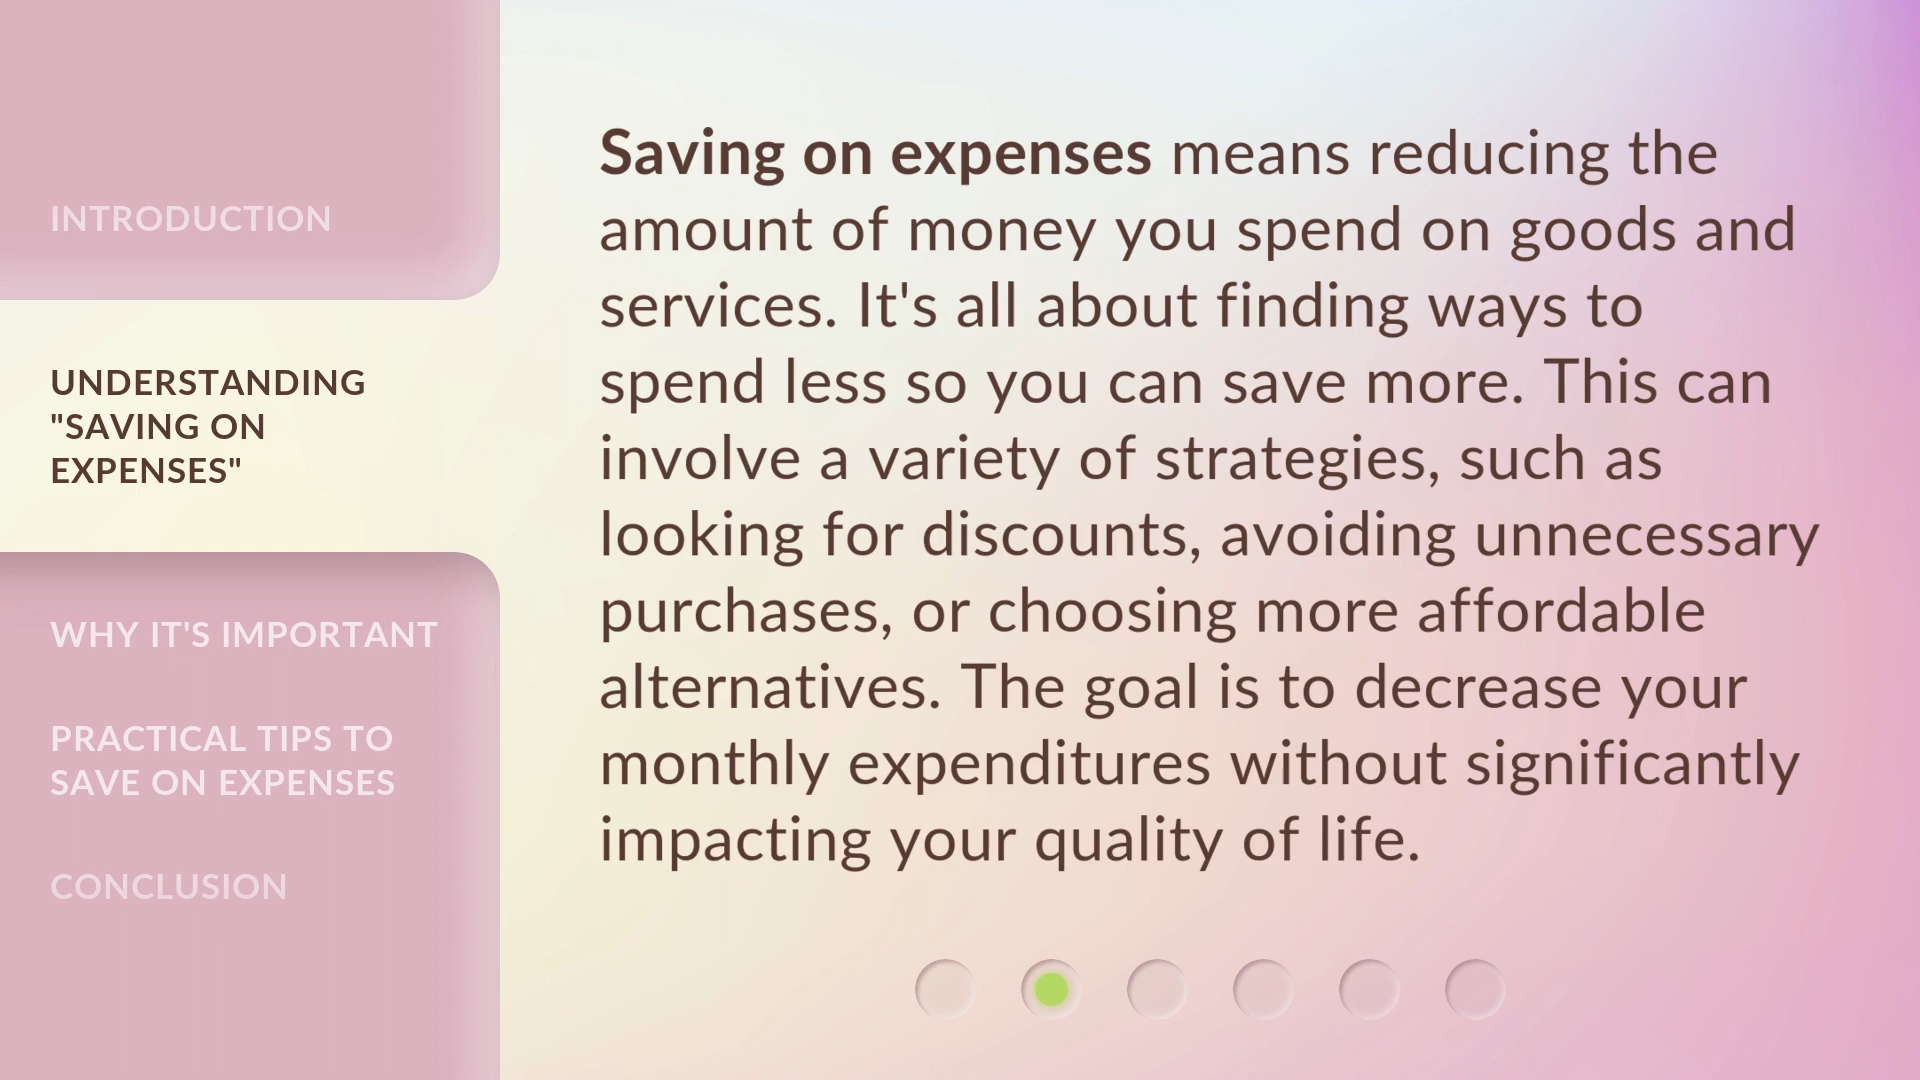 INTRODUCTION
UNDERSTANDING
"SAVING ON
EXPENSES"
WHY IT'S IMPORTANT
PRACTICAL TIPS TO
SAVE ON EXPENSES
CONCLUSION
Saving on expenses means reducing the
amount of money you spend on goods and
services. It's all about finding ways to
spend less so you can save more. This can
involve a variety of strategies, such as
looking for discounts, avoiding unnecessary
purchases, or choosing more affordable
alternatives. The goal is to decrease your
monthly expenditures without significantly
impacting your quality of life.